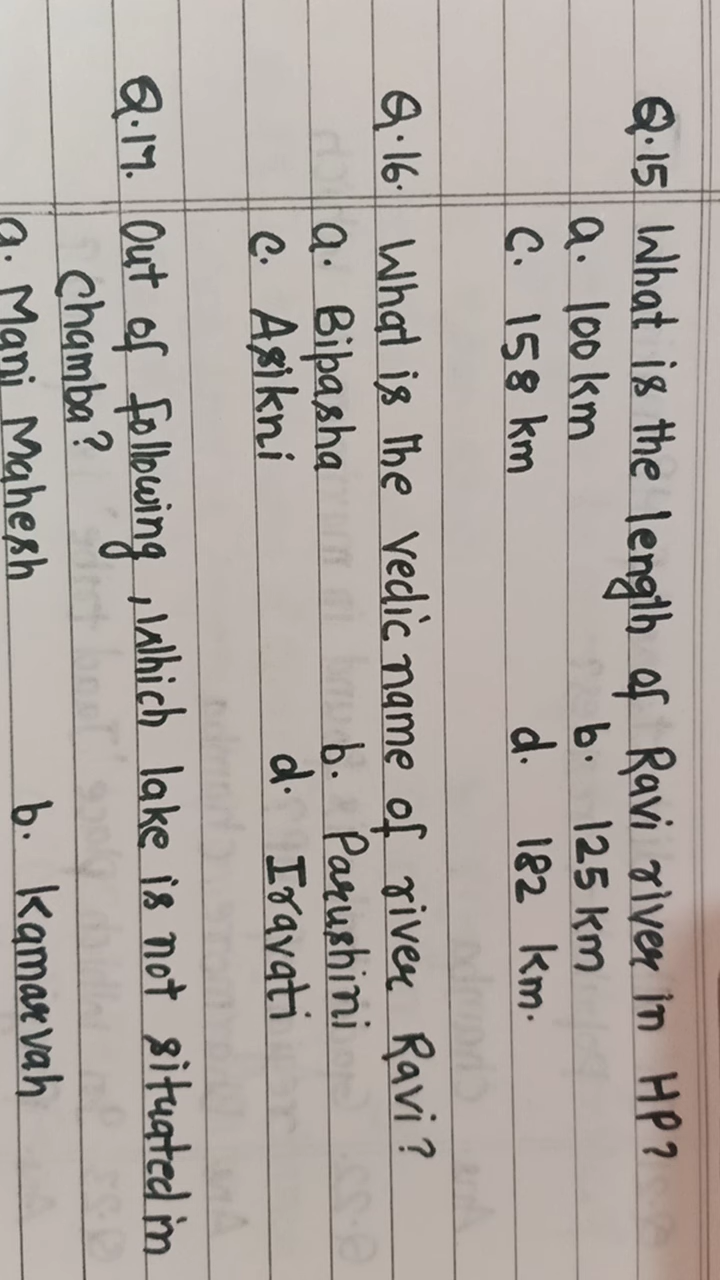 Q.15 What is the length of Ravi river in HP?
a. 100 km b. 125 km
c. 158 km d. 182 km.
Q.16. What is the vedic name of river Ravi?
a. Bipasha b. Parushini
c. Asikni d. Iravati
Q.17. Out of following, which lake is not situated in
Chamba?
a. Mani Mahesh b. Kamarvah